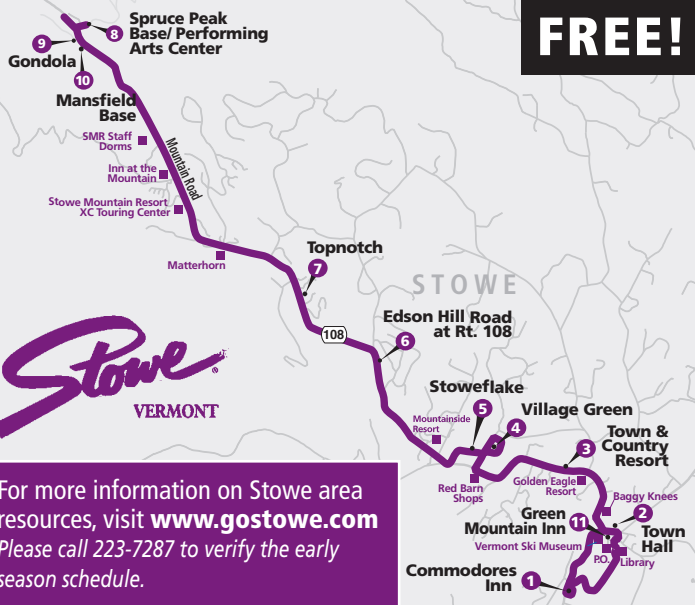 FREE!
8
Spruce Peak
Base/ Performing
Arts Center
9
Gondola
10
Mansfield
Base
SMR Staff
Dorms
Mountain Road
Inn at the
Mountain
Stowe Mountain Resort
XC Touring Center
Matterhorn
Topnotch
7
STOWE
108
Edson Hill Road
at Rt. 108
6
Stowe®
VERMONT
Stoweflake
5
4
Village Green
Mountainside
Resort
3
Town &
Country
Resort
Red Barn
Shops
Golden Eagle
Resort
Baggy Knees
Green
Mountain Inn
11
2
Town
Hall
Vermont Ski Museum
P.O.
Library
Commodores
Inn
1
For more information on Stowe area
resources, visit www.gostowe.com
Please call 223-7287 to verify the early
season schedule.